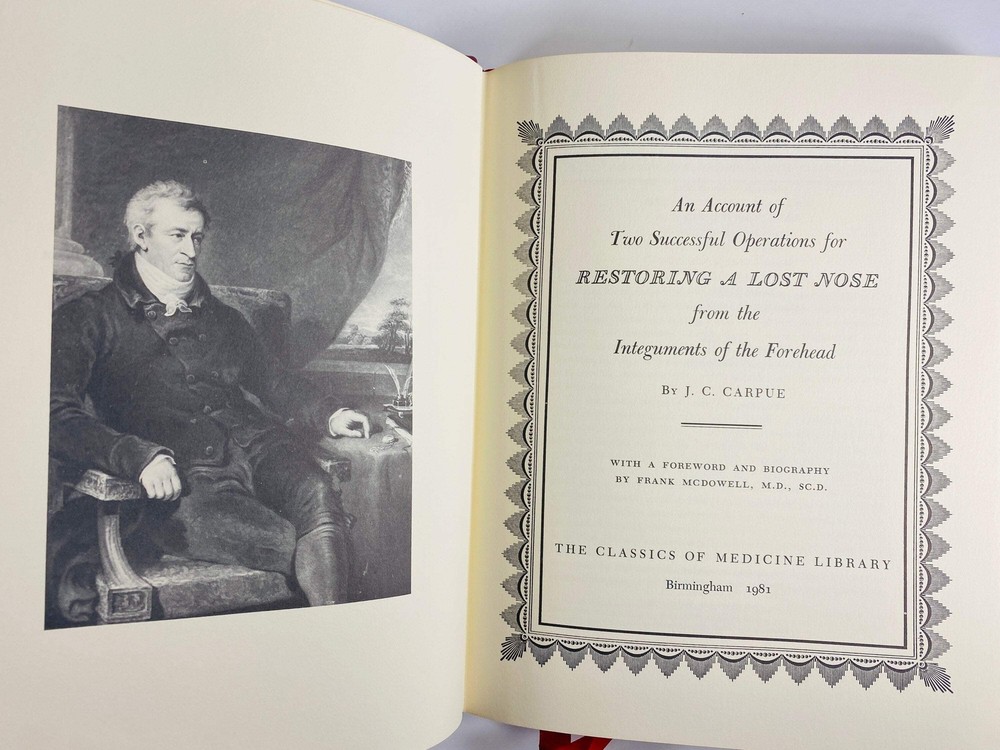 An Account of
Two Successful Operations for
RESTORING A LOST NOSE
from the
Integuments of the Forehead
By J. C. CARPUE
WITH A FOREWORD AND BIOGRAPHY
BY FRANK MCDOWELL, M.D., SC.D.
THE CLASSICS OF MEDICINE LIBRARY
Birmingham 1981